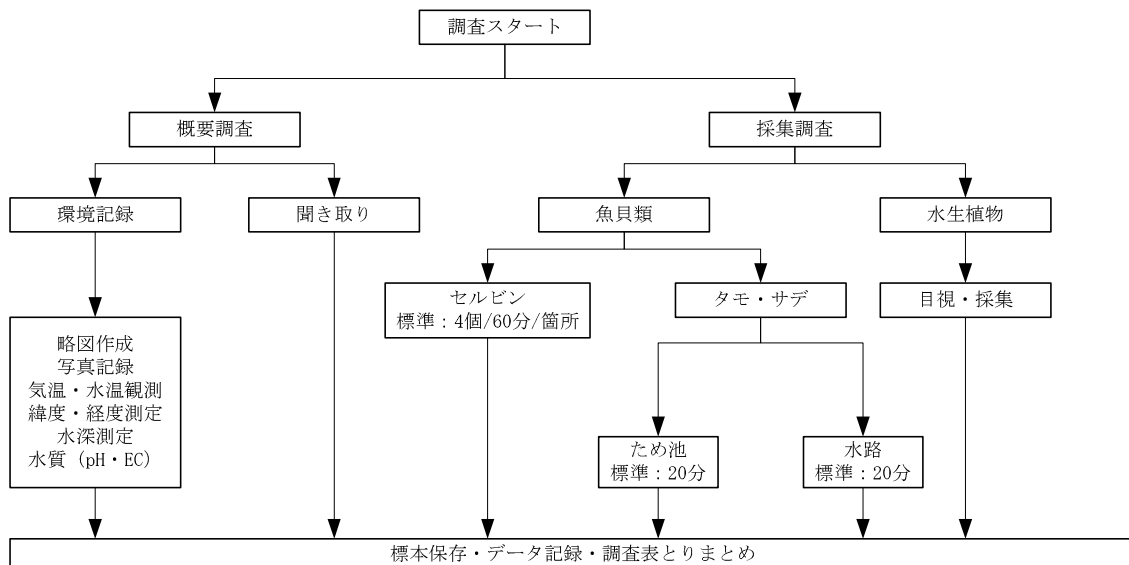 調査スタート
概要調査
採集調査
環境記録
聞き取り
魚貝類
水生植物
セルビン
標準：4個/60分/箇所
タモ・サデ
目視・採集
略図作成
写真記録
気温・水温観測
緯度・経度測定
水深測定
水質（pH・EC）
ため池
標準：20分
水路
標準：20分
標本保存・データ記録・調査表とりまとめ